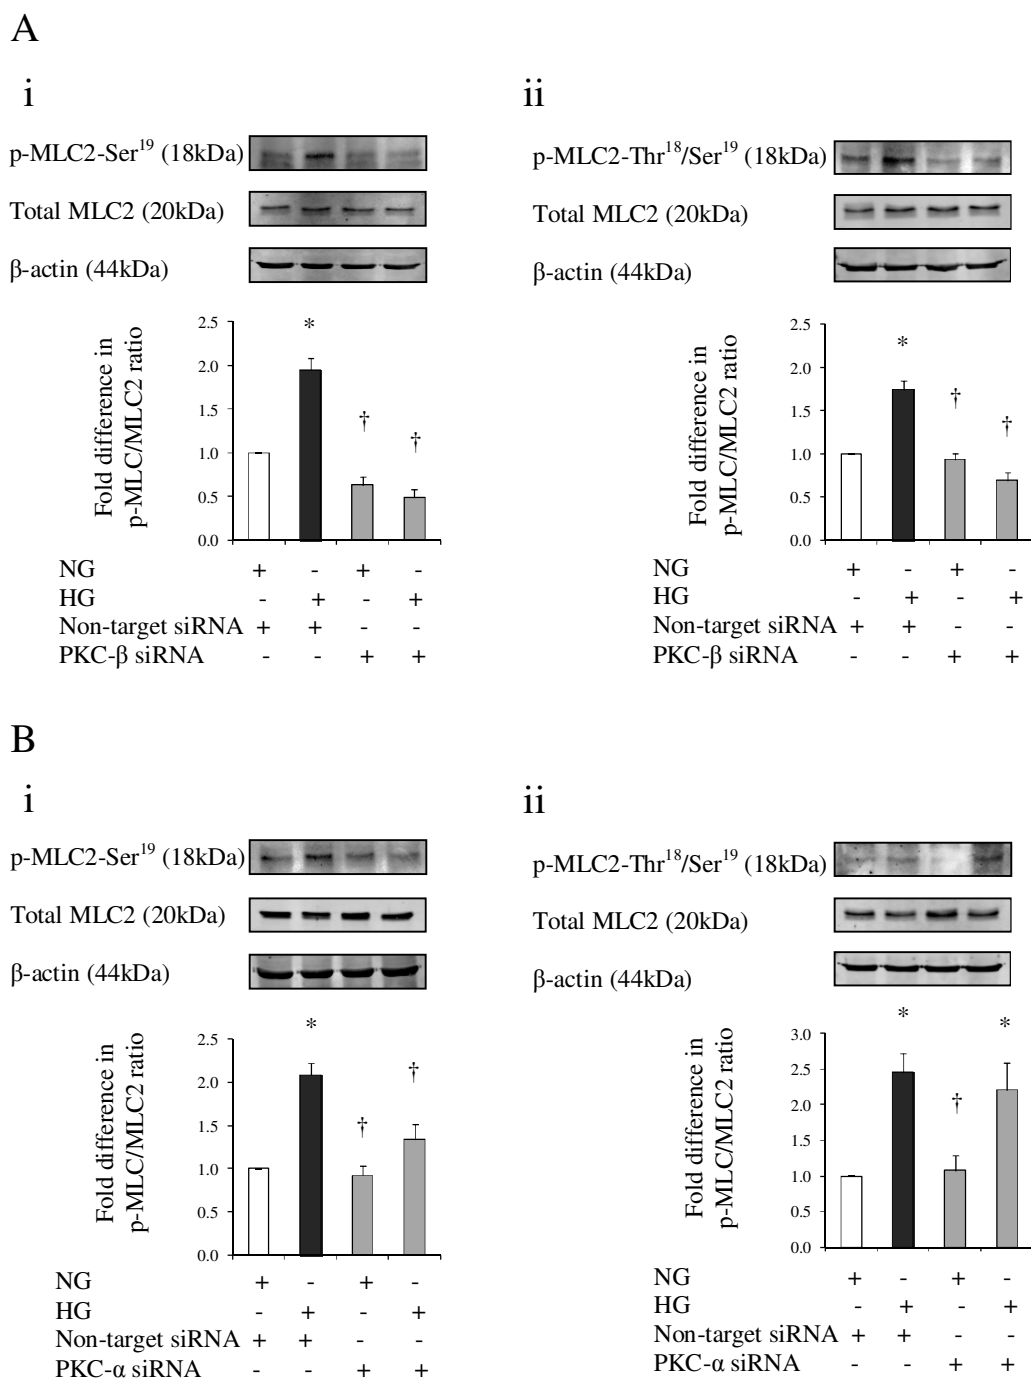 A
i
p-MLC2-Ser¹⁹ (18kDa)
Total MLC2 (20kDa)
β-actin (44kDa)
Fold difference in
p-MLC/MLC2 ratio
2.5
2.0
1.5
1.0
0.5
0.0
*
†
†
NG + - + -
HG - + - +
Non-target siRNA + + - -
PKC-β siRNA - - + +
ii
p-MLC2-Thr¹⁸/Ser¹⁹ (18kDa)
Total MLC2 (20kDa)
β-actin (44kDa)
Fold difference in
p-MLC/MLC2 ratio
2.5
2.0
1.5
1.0
0.5
0.0
*
†
†
NG + - + -
HG - + - +
Non-target siRNA + + - -
PKC-β siRNA - - + +
B
i
p-MLC2-Ser¹⁹ (18kDa)
Total MLC2 (20kDa)
β-actin (44kDa)
Fold difference in
p-MLC/MLC2 ratio
2.5
2.0
1.5
1.0
0.5
0.0
*
†
†
NG + - + -
HG - + - +
Non-target siRNA + + - -
PKC-α siRNA - - + +
ii
p-MLC2-Thr¹⁸/Ser¹⁹ (18kDa)
Total MLC2 (20kDa)
β-actin (44kDa)
Fold difference in
p-MLC/MLC2 ratio
3.0
2.5
2.0
1.5
1.0
0.5
0.0
*
†
*
NG + - + -
HG - + - +
Non-target siRNA + + - -
PKC-α siRNA - - + +